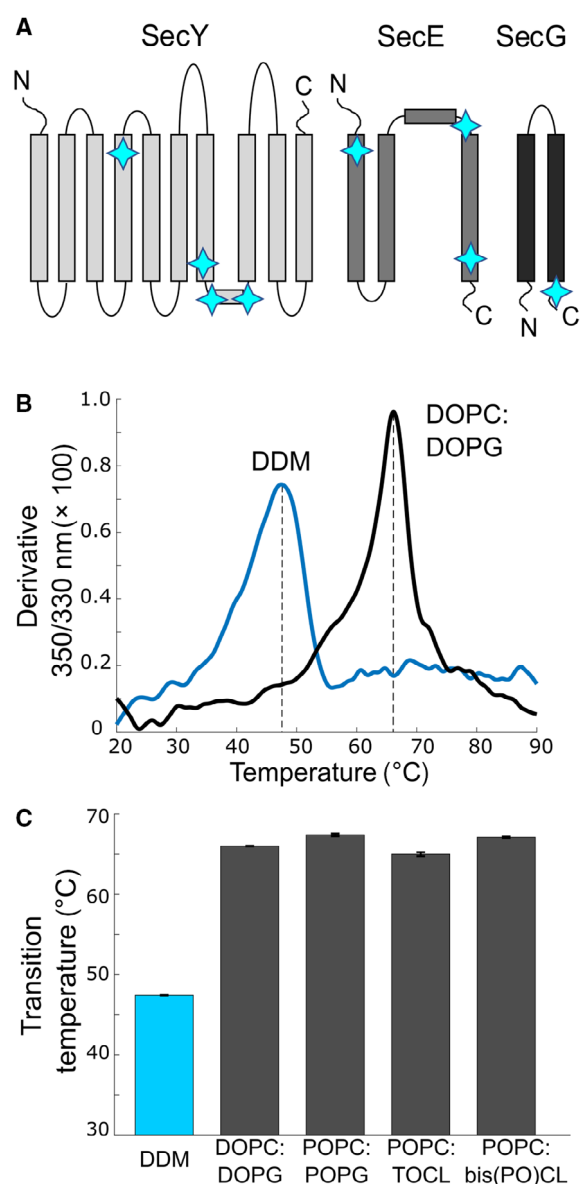 A
SecY
SecE
SecG
N
C
N
C
N
C
B
Derivative
350/330 nm (× 100)
1.0
0.8
0.6
0.4
0.2
0
DDM
DOPC:
DOPG
20 30 40 50 60 70 80 90
Temperature (°C)
C
Transition
temperature (°C)
70
60
50
40
30
DDM
DOPC:
DOPG
POPC:
POPG
POPC:
TOCL
POPC:
bis(PO)CL